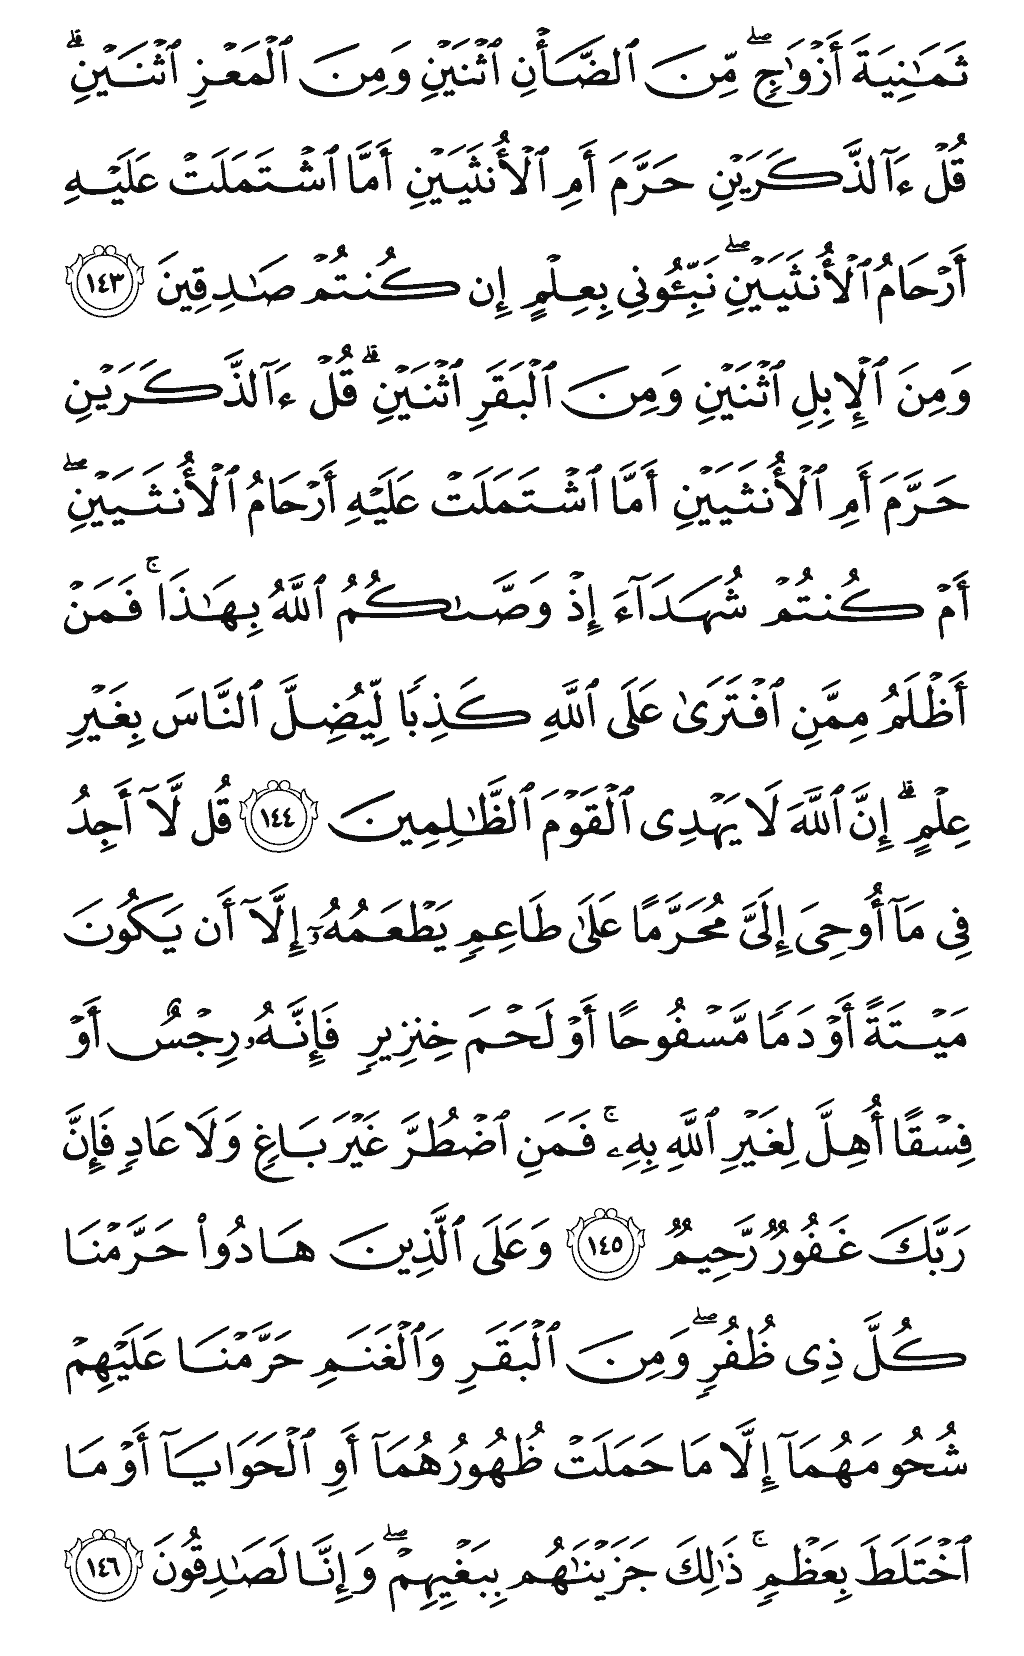 ثَمَٰنِيَةَ أَزۡوَٰجٖۖ مِّنَ ٱلضَّأۡنِ ٱثۡنَيۡنِ وَمِنَ ٱلۡمَعۡزِ ٱثۡنَيۡنِۗ
قُلۡ ءَآلذَّكَرَيۡنِ حَرَّمَ أَمِ ٱلۡأُنثَيَيۡنِ أَمَّا ٱشۡتَمَلَتۡ عَلَيۡهِ
أَرۡحَامُ ٱلۡأُنثَيَيۡنِۖ نَبِّـُٔونِي بِعِلۡمٍ إِن كُنتُمۡ صَٰدِقِينَ ١٤٣
وَمِنَ ٱلۡإِبِلِ ٱثۡنَيۡنِ وَمِنَ ٱلۡبَقَرِ ٱثۡنَيۡنِۗ قُلۡ ءَآلذَّكَرَيۡنِ
حَرَّمَ أَمِ ٱلۡأُنثَيَيۡنِ أَمَّا ٱشۡتَمَلَتۡ عَلَيۡهِ أَرۡحَامُ ٱلۡأُنثَيَيۡنِۖ
أَمۡ كُنتُمۡ شُهَدَآءَ إِذۡ وَصَّىٰكُمُ ٱللَّهُ بِهَٰذَاۚ فَمَنۡ
أَظۡلَمُ مِمَّنِ ٱفۡتَرَىٰ عَلَى ٱللَّهِ كَذِبٗا لِّيُضِلَّ ٱلنَّاسَ بِغَيۡرِ
عِلۡمٍۚ إِنَّ ٱللَّهَ لَا يَهۡدِي ٱلۡقَوۡمَ ٱلظَّٰلِمِينَ ١٤٤ قُل لَّآ أَجِدُ
فِي مَآ أُوحِيَ إِلَيَّ مُحَرَّمًا عَلَىٰ طَاعِمٖ يَطۡعَمُهُۥٓ إِلَّآ أَن يَكُونَ
مَيۡتَةً أَوۡ دَمٗا مَّسۡفُوحًا أَوۡ لَحۡمَ خِنزِيرٖ فَإِنَّهُۥ رِجۡسٌ أَوۡ
فِسۡقًا أُهِلَّ لِغَيۡرِ ٱللَّهِ بِهِۦۚ فَمَنِ ٱضۡطُرَّ غَيۡرَ بَاغٖ وَلَا عَادٖ فَإِنَّ
رَبَّكَ غَفُورٞ رَّحِيمٞ ١٤٥ وَعَلَى ٱلَّذِينَ هَادُواْ حَرَّمۡنَا
كُلَّ ذِي ظُفُرٖۖ وَمِنَ ٱلۡبَقَرِ وَٱلۡغَنَمِ حَرَّمۡنَا عَلَيۡهِمۡ
شُحُومَهُمَآ إِلَّا مَا حَمَلَتۡ ظُهُورُهُمَآ أَوِ ٱلۡحَوَايَآ أَوۡ مَا
ٱخۡتَلَطَ بِعَظۡمٖۚ ذَٰلِكَ جَزَيۡنَٰهُم بِبَغۡيِهِمۡۖ وَإِنَّا لَصَٰدِقُونَ ١٤٦